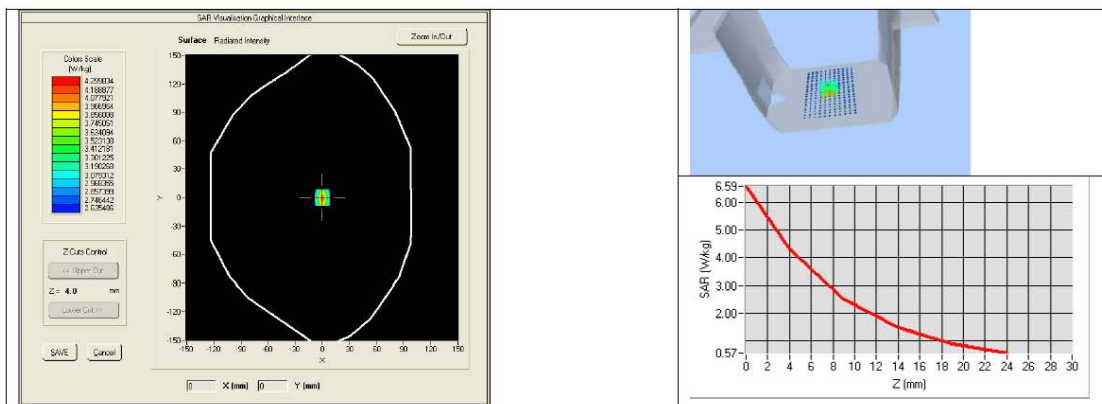 SAR Visualisation Graphical Interface
Surface Radiated Intensity
Zoom In/Out
Colors Scale
(W/kg)
4.299834
4.188877
4.077921
3.966964
3.856008
3.745051
3.634094
3.523138
3.412181
3.301225
3.190268
3.079312
2.968355
2.857399
2.746442
2.635486
150
120
90
60
30
0
-30
-60
-90
-120
-150
Y
-150 -120 -90 -60 -30 0 30 60 90 120 150
X
Z-Cuts Control
<< Upper Cut
Z = 4.0 mm
Lower Cut >>
SAVE Cancel
0 X (mm) 0 Y (mm)
6.59
6.00
5.00
4.00
3.00
2.00
0.57
SAR (W/kg)
0 2 4 6 8 10 12 14 16 18 20 22 24 26 28 30
Z (mm)